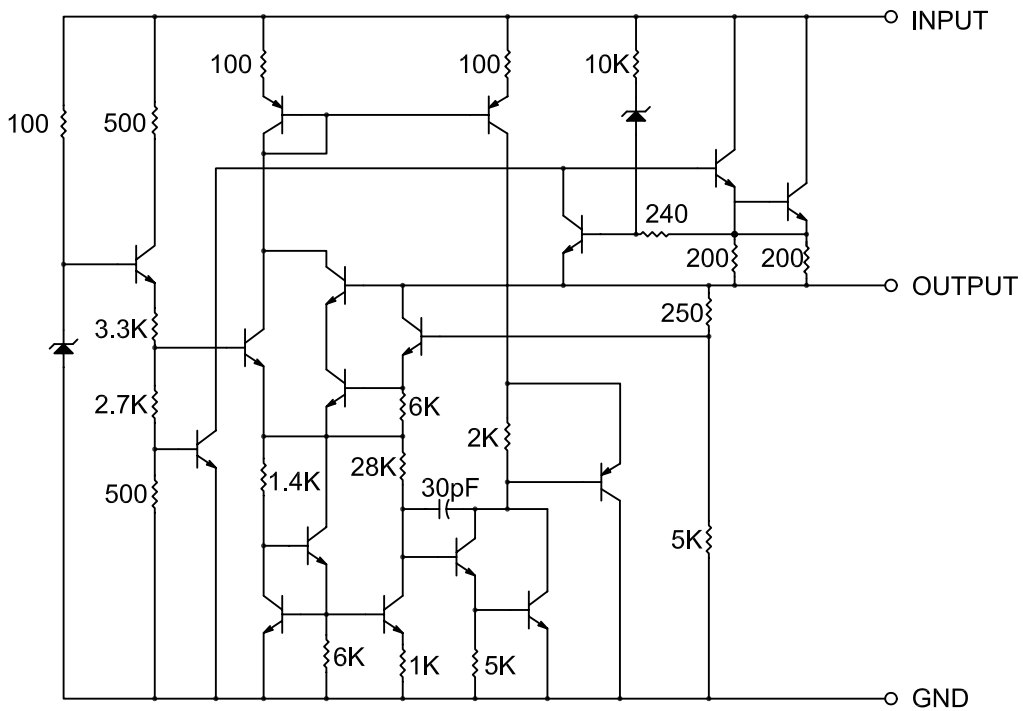 INPUT
100
100
10K
100
500
240
200
200
OUTPUT
250
3.3K
2.7K
6K
2K
28K
1.4K
30pF
500
5K
6K
1K
5K
GND